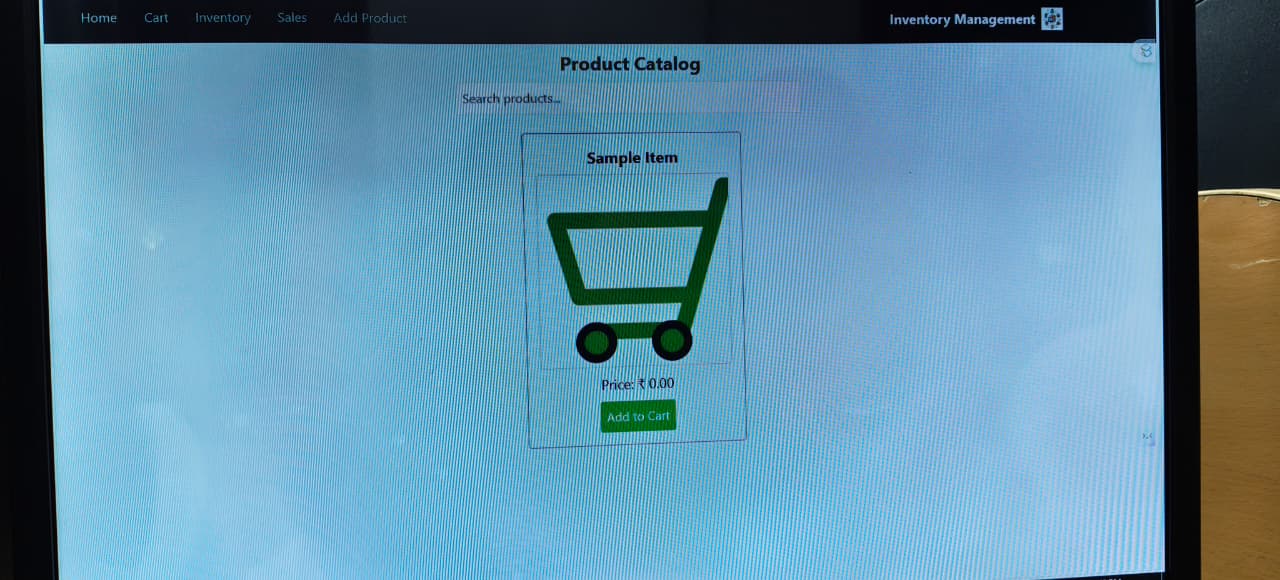 Home Cart Inventory Sales Add Product Inventory Management
Product Catalog
Search products...
Sample Item
Price: ₹ 0.00
Add to Cart